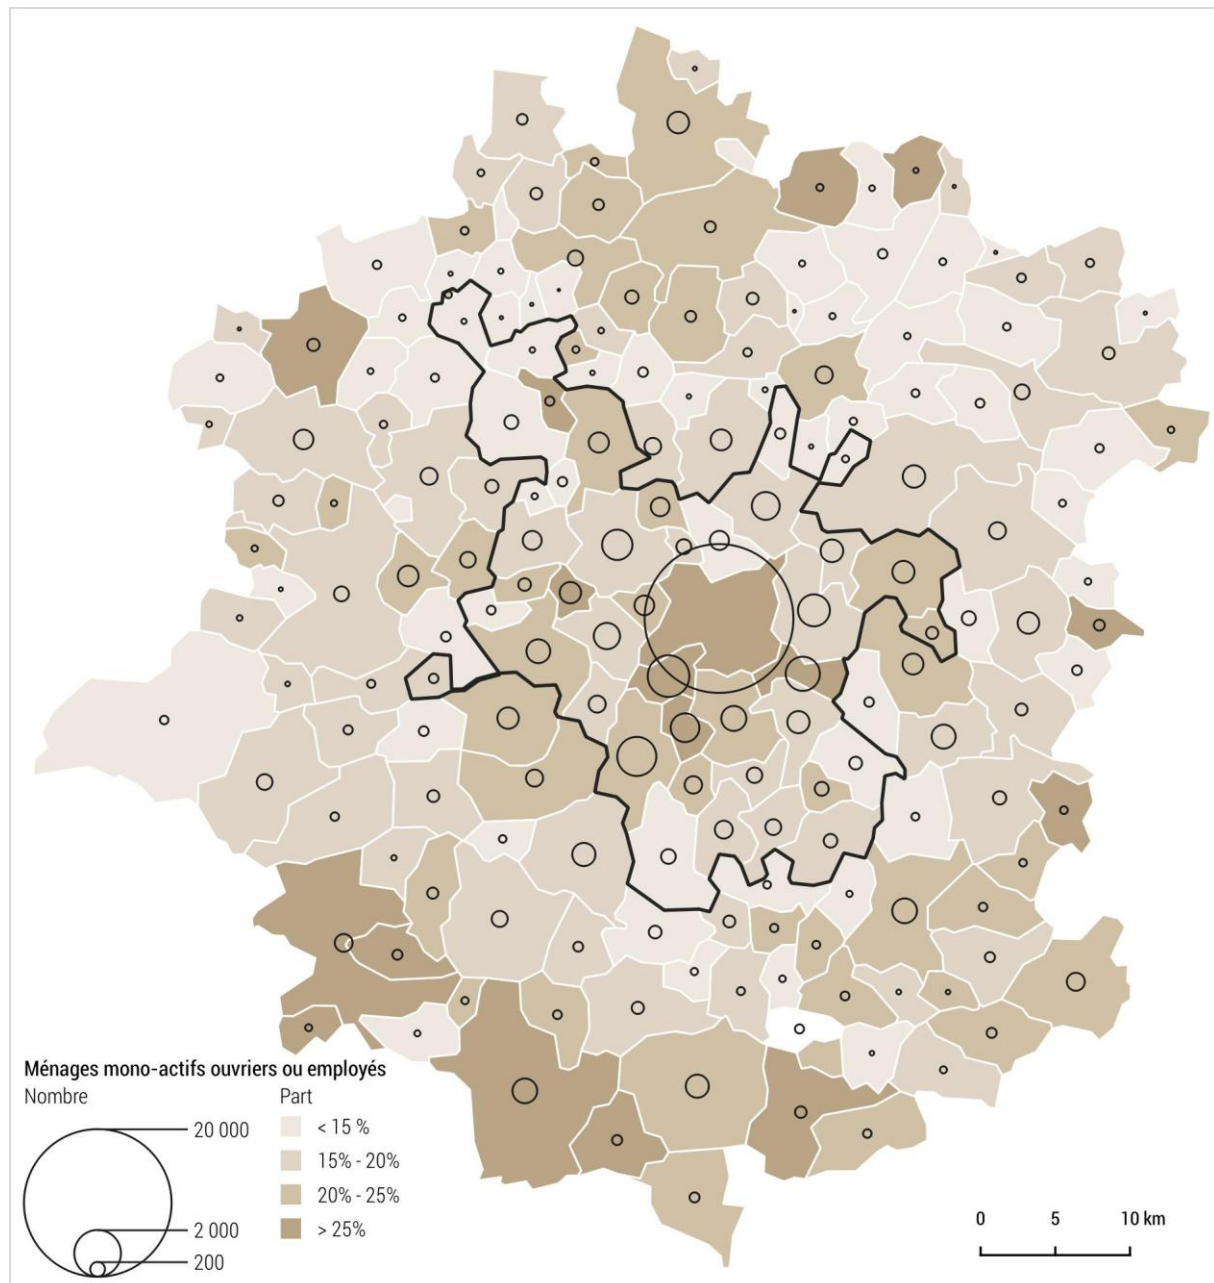 Ménages mono-actifs ouvriers ou employés
Nombre
Part
20 000
2 000
200
< 15 %
15% - 20%
20% - 25%
> 25%
0 5 10 km